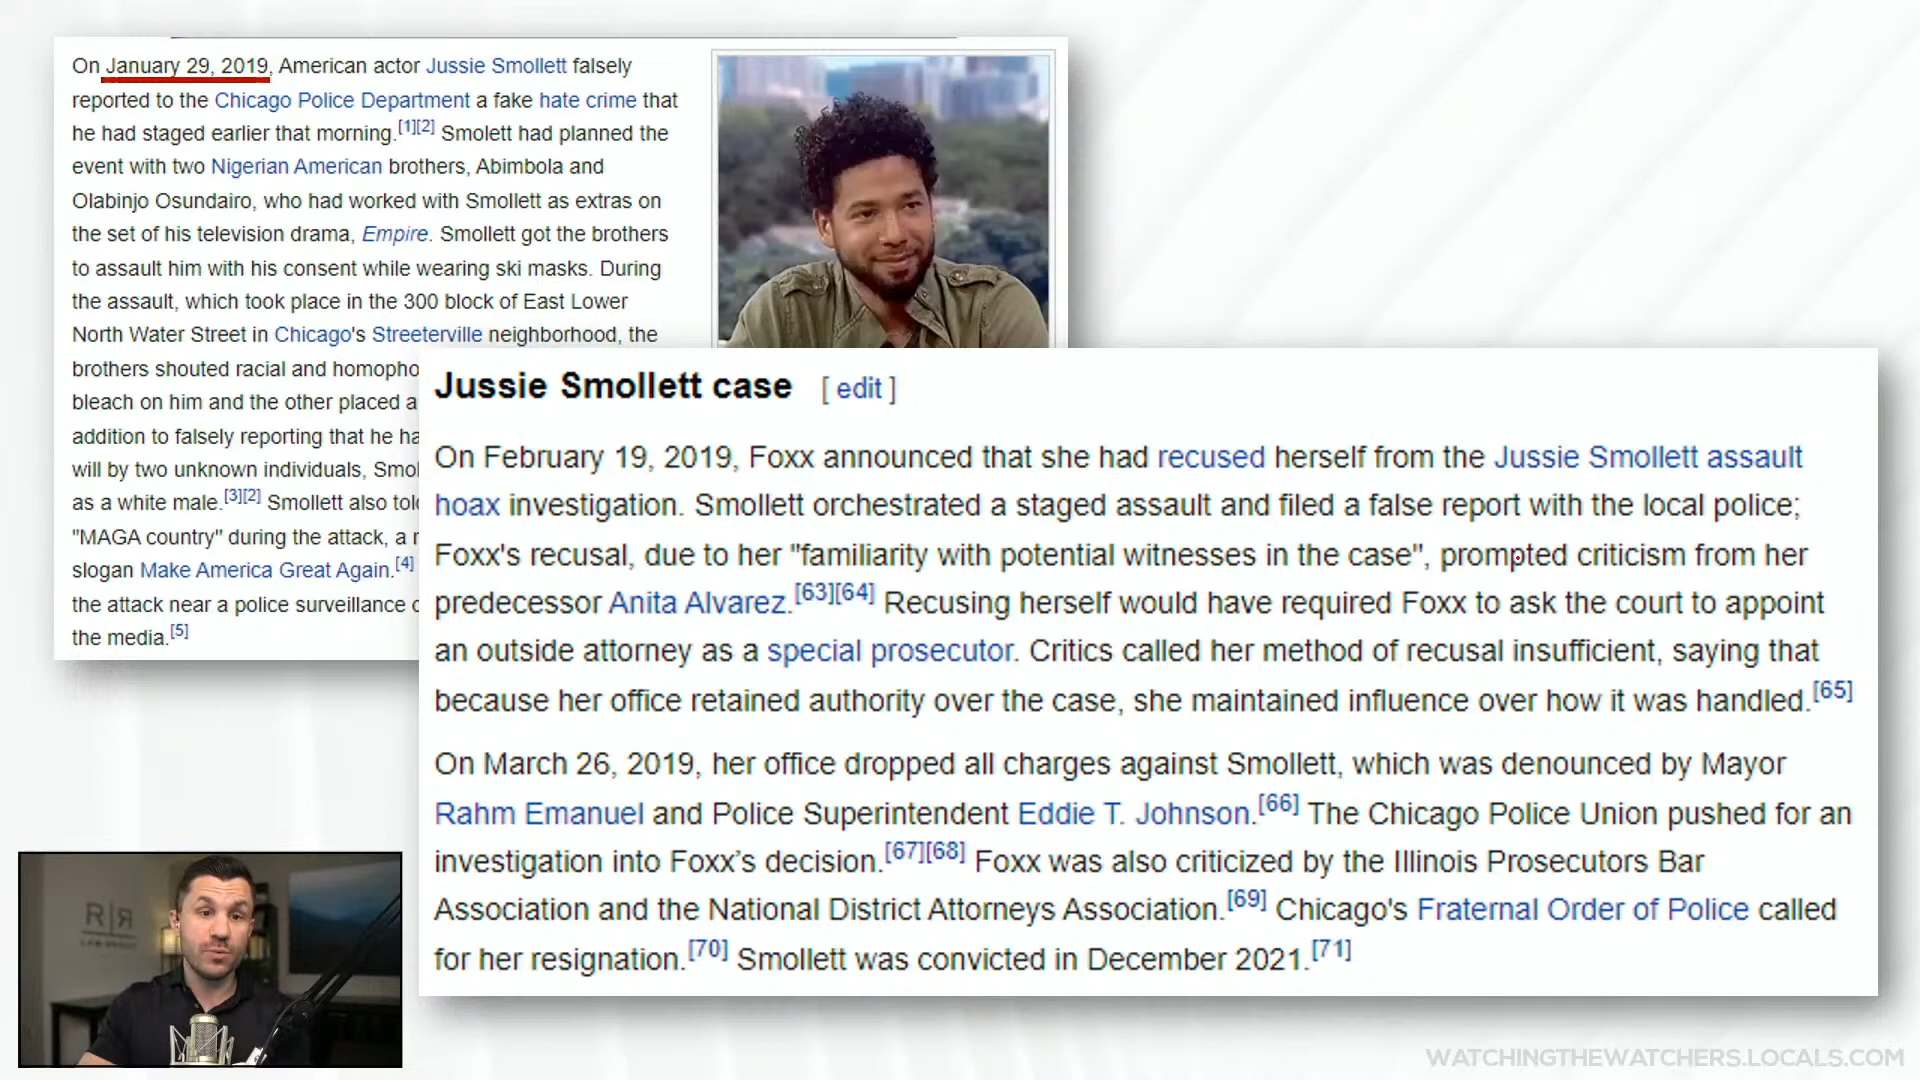 On January 29, 2019, American actor Jussie Smollett falsely
reported to the Chicago Police Department a fake hate crime that
he had staged earlier that morning.[1][2] Smolett had planned the
event with two Nigerian American brothers, Abimbola and
Olabinjo Osundairo, who had worked with Smollett as extras on
the set of his television drama, Empire. Smollett got the brothers
to assault him with his consent while wearing ski masks. During
the assault, which took place in the 300 block of East Lower
North Water Street in Chicago's Streeterville neighborhood, the
brothers shouted racial and homopho
bleach on him and the other placed a
addition to falsely reporting that he ha
will by two unknown individuals, Smol
as a white male.[3][2] Smollett also told
"MAGA country" during the attack, a r
slogan Make America Great Again.[4]
the attack near a police surveillance c
the media.[5]
Jussie Smollett case [ edit ]
On February 19, 2019, Foxx announced that she had recused herself from the Jussie Smollett assault
hoax investigation. Smollett orchestrated a staged assault and filed a false report with the local police;
Foxx's recusal, due to her "familiarity with potential witnesses in the case", prompted criticism from her
predecessor Anita Alvarez.[63][64] Recusing herself would have required Foxx to ask the court to appoint
an outside attorney as a special prosecutor. Critics called her method of recusal insufficient, saying that
because her office retained authority over the case, she maintained influence over how it was handled.[65]
On March 26, 2019, her office dropped all charges against Smollett, which was denounced by Mayor
Rahm Emanuel and Police Superintendent Eddie T. Johnson.[66] The Chicago Police Union pushed for an
investigation into Foxx’s decision.[67][68] Foxx was also criticized by the Illinois Prosecutors Bar
Association and the National District Attorneys Association.[69] Chicago's Fraternal Order of Police called
for her resignation.[70] Smollett was convicted in December 2021.[71]
R|R
LAW GROUP
WATCHINGTHEWATCHERS.LOCALS.COM